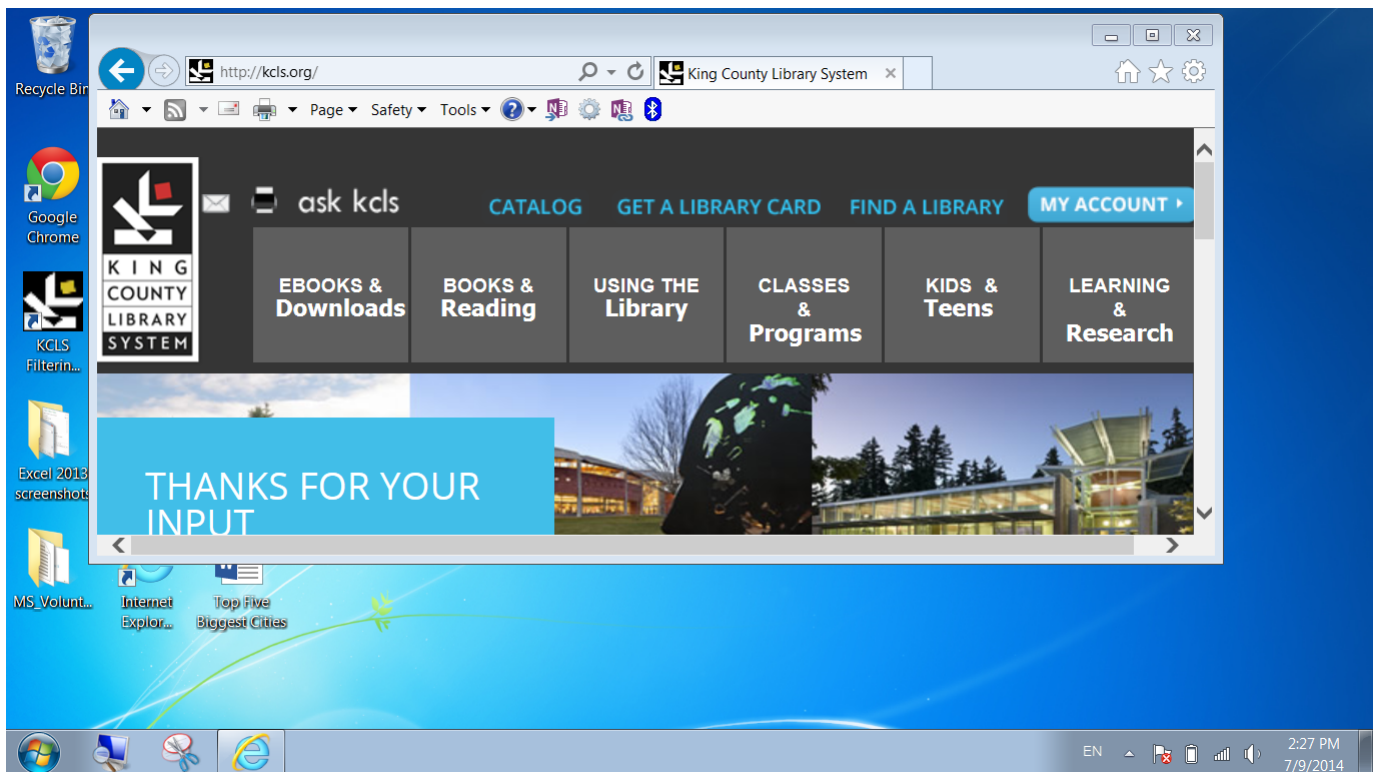 Recycle Bin
http://kcls.org/
King County Library System
Page
Safety
Tools
ask kcls
CATALOG
GET A LIBRARY CARD
FIND A LIBRARY
MY ACCOUNT
KING
COUNTY
LIBRARY
SYSTEM
EBOOKS &
Downloads
BOOKS &
Reading
USING THE
Library
CLASSES
&
Programs
KIDS &
Teens
LEARNING
&
Research
THANKS FOR YOUR
INPUT
Google
Chrome
KCLS
Filterin...
Excel 2013
screenshots
MS_Volunt...
Internet
Explor...
Top Five
Biggest Cities
EN
2:27 PM
7/9/2014